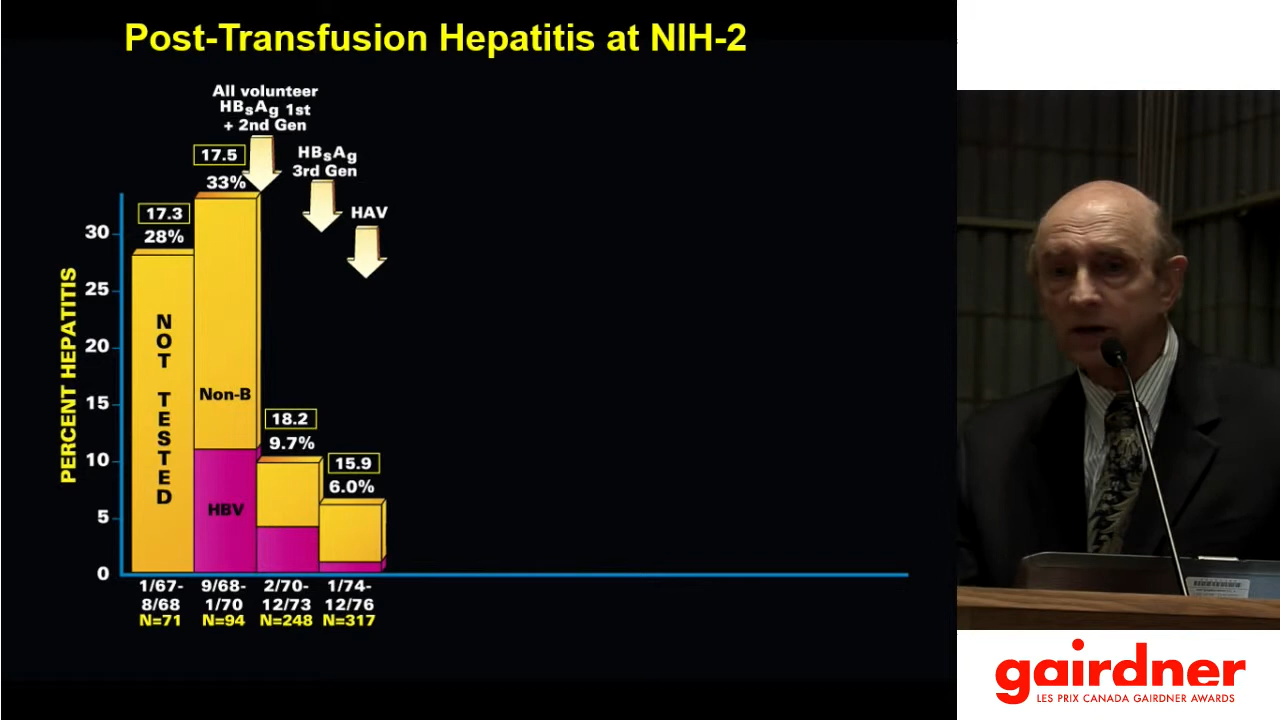 Post-Transfusion Hepatitis at NIH-2
All volunteer
HBsAg 1st
+ 2nd Gen
17.5
33%
HBsAg
3rd Gen
17.3
28%
HAV
PERCENT HEPATITIS
30
25
20
15
10
5
0
NOT TESTED
Non-B
HBV
18.2
9.7%
15.9
6.0%
1/67-
8/68
N=71
9/68-
1/70
N=94
2/70-
12/73
N=248
1/74-
12/76
N=317
gairdner
LES PRIX CANADA GAIRDNER AWARDS